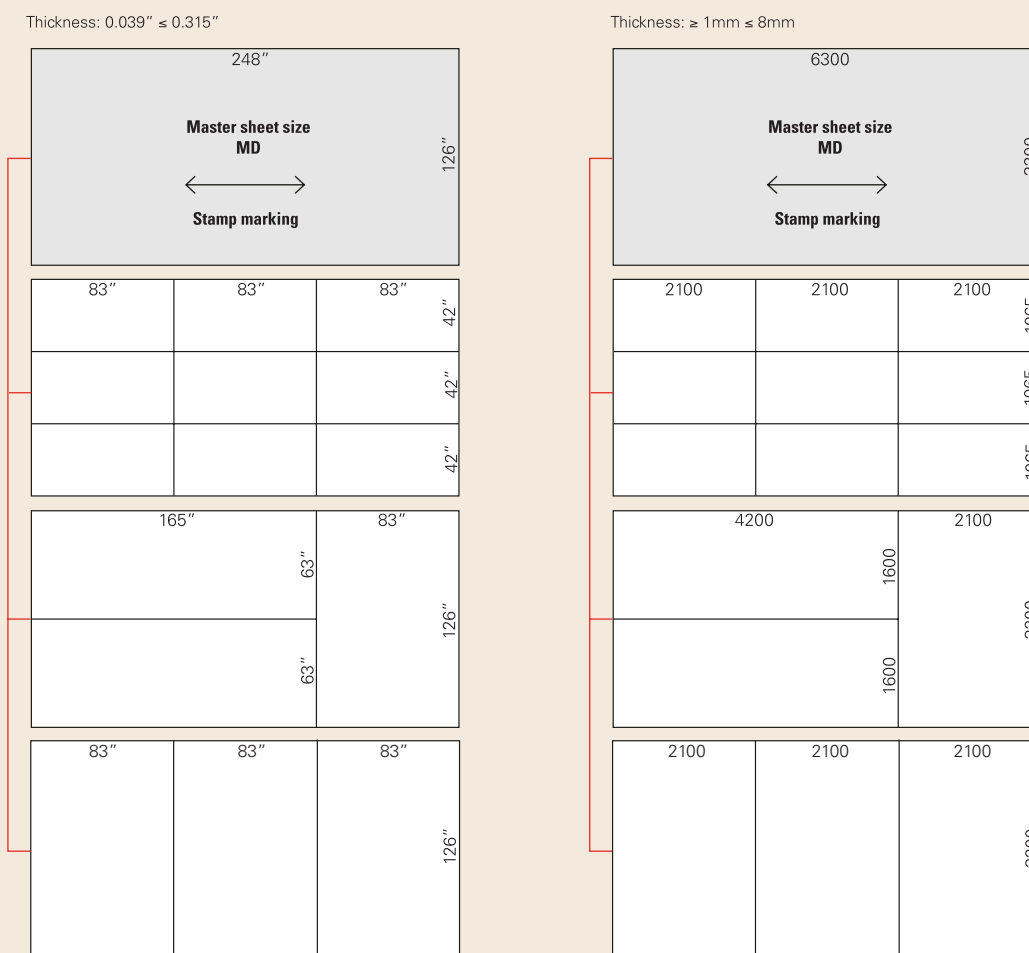 Thickness: 0.039” ≤ 0.315”
248”
Master sheet size
MD
126”
Stamp marking
83” 83” 83”
42”
42”
42”
165” 83”
63”
126”
63”
83” 83” 83”
126”
Thickness: ≥ 1mm ≤ 8mm
6300
Master sheet size
MD
Stamp marking
2100 2100 2100
4200 2100
1600
1600
2100 2100 2100